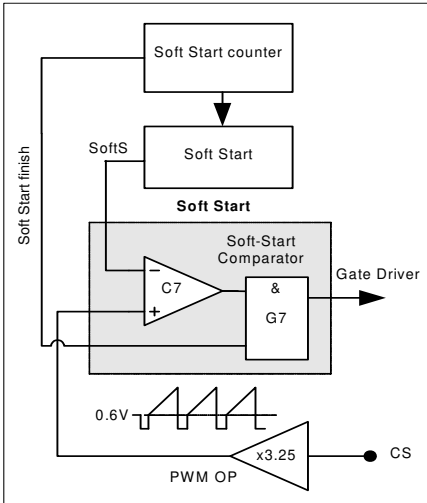 Soft Start counter
SoftS
Soft Start
Soft Start finish
Soft Start
Soft-Start
Comparator
Gate Driver
&
C7
G7
−
+
0.6V
x3.25
CS
PWM OP